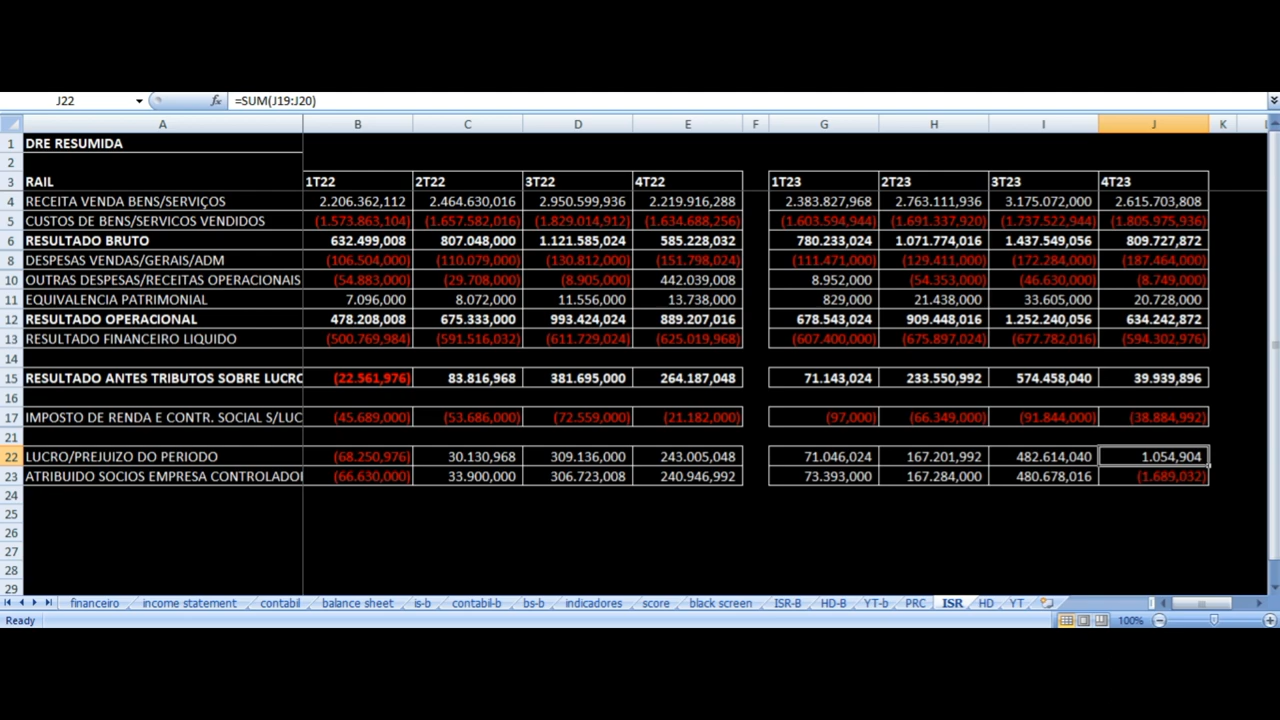 J22 fx =SUM(J19:J20)
A B C D E F G H I J K
1 DRE RESUMIDA
2
3 RAIL 1T22 2T22 3T22 4T22 1T23 2T23 3T23 4T23
4 RECEITA VENDA BENS/SERVIÇOS 2.206.362,112 2.464.630,016 2.950.599,936 2.219.916,288 2.383.827,968 2.763.111,936 3.175.072,000 2.615.703,808
5 CUSTOS DE BENS/SERVICOS VENDIDOS (1.573.863,104) (1.657.582,016) (1.829.014,912) (1.634.688,256) (1.603.594,944) (1.691.337,920) (1.737.522,944) (1.805.975,936)
6 RESULTADO BRUTO 632.499,008 807.048,000 1.121.585,024 585.228,032 780.233,024 1.071.774,016 1.437.549,056 809.727,872
8 DESPESAS VENDAS/GERAIS/ADM (106.504,000) (110.079,000) (130.812,000) (151.798,024) (111.471,000) (129.411,000) (172.284,000) (187.464,000)
10 OUTRAS DESPESAS/RECEITAS OPERACIONAIS (54.883,000) (29.708,000) (8.905,000) 442.039,008 8.952,000 (54.353,000) (46.630,000) (8.749,000)
11 EQUIVALENCIA PATRIMONIAL 7.096,000 8.072,000 11.556,000 13.738,000 829,000 21.438,000 33.605,000 20.728,000
12 RESULTADO OPERACIONAL 478.208,008 675.333,000 993.424,024 889.207,016 678.543,024 909.448,016 1.252.240,056 634.242,872
13 RESULTADO FINANCEIRO LIQUIDO (500.769,984) (591.516,032) (611.729,024) (625.019,968) (607.400,000) (675.897,024) (677.782,016) (594.302,976)
14
15 RESULTADO ANTES TRIBUTOS SOBRE LUCRO (22.561,976) 83.816,968 381.695,000 264.187,048 71.143,024 233.550,992 574.458,040 39.939,896
16
17 IMPOSTO DE RENDA E CONTR. SOCIAL S/LUC (45.689,000) (53.686,000) (72.559,000) (21.182,000) (97,000) (66.349,000) (91.844,000) (38.884,992)
21
22 LUCRO/PREJUIZO DO PERIODO (68.250,976) 30.130,968 309.136,000 243.005,048 71.046,024 167.201,992 482.614,040 1.054,904
23 ATRIBUIDO SOCIOS EMPRESA CONTROLADO (66.630,000) 33.900,000 306.723,008 240.946,992 73.393,000 167.284,000 480.678,016 (1.689,032)
24
25
26
27
28
29
financeiro income statement contabil balance sheet is-b contabil-b bs-b indicadores score black screen ISR-B HD-B YT-b PRC ISR HD YT
Ready 100%